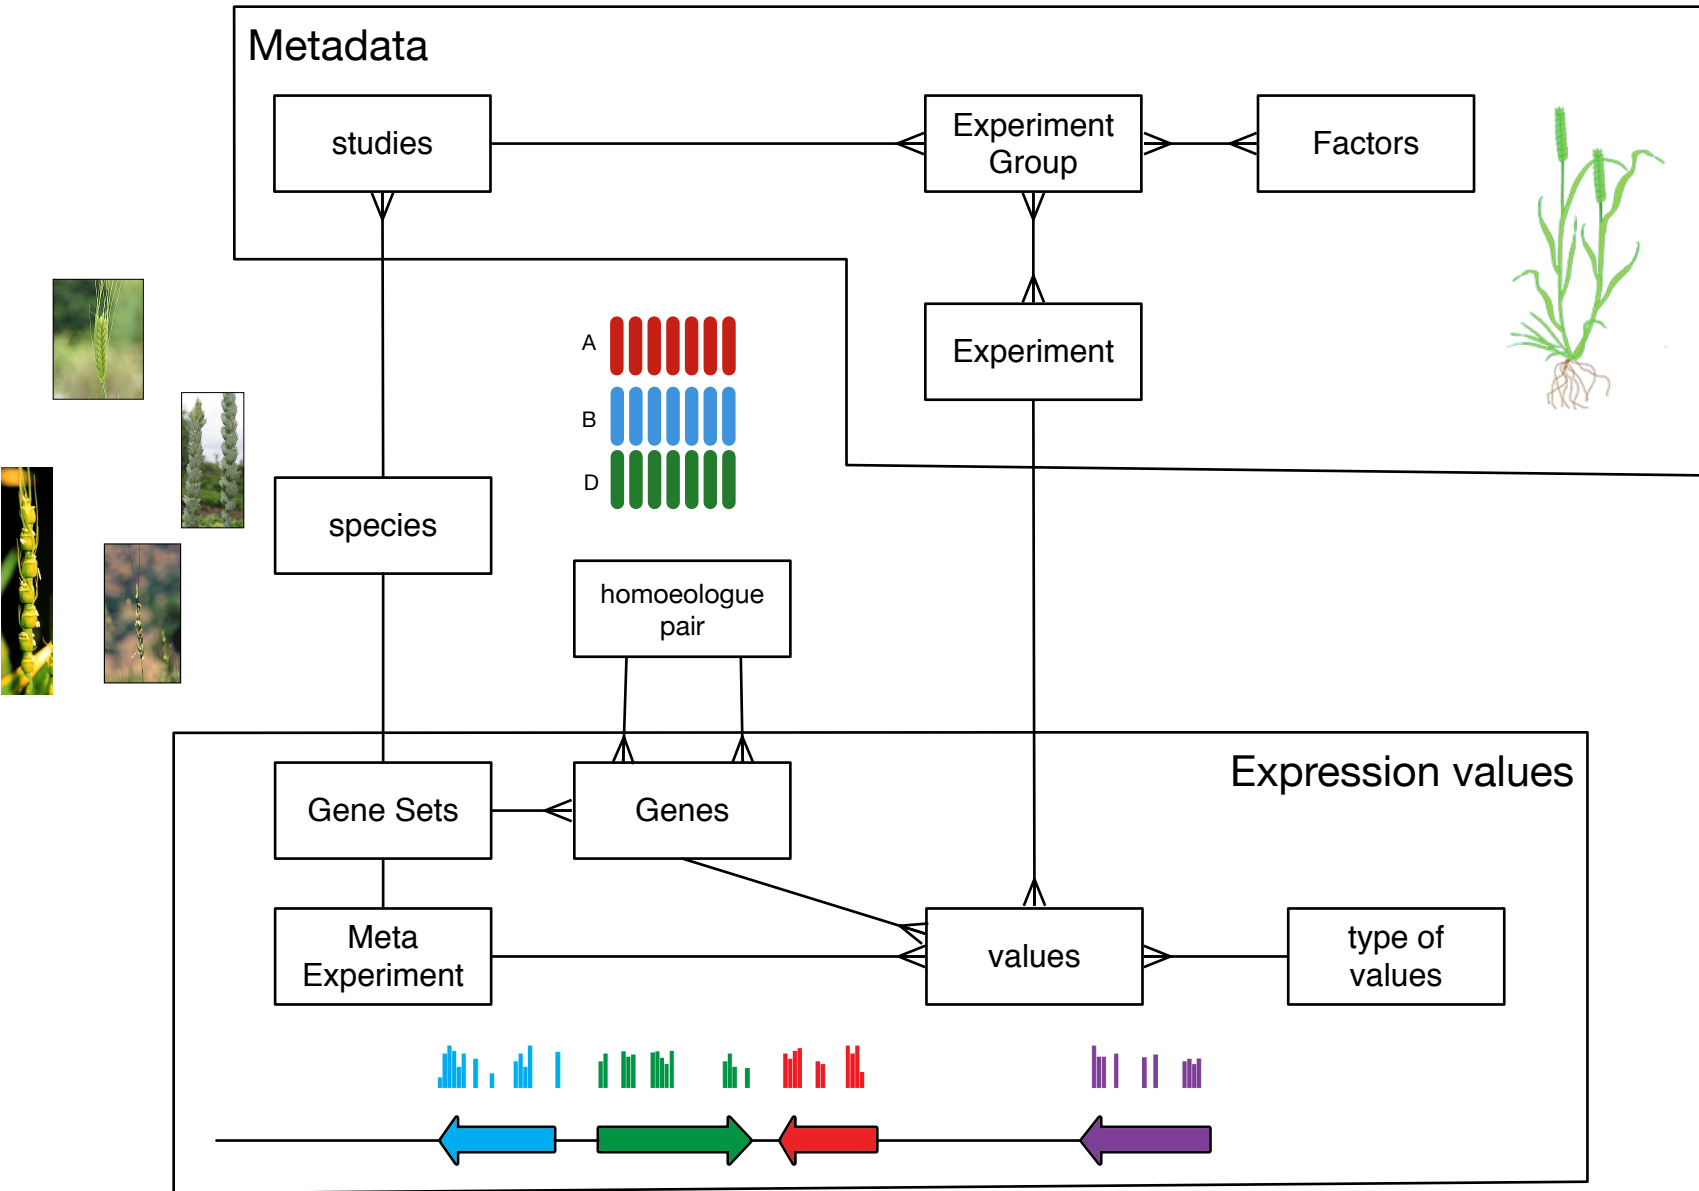 Metadata
studies
Experiment
Group
Factors
Experiment
A
B
D
species
homoeologue
pair
Expression values
Gene Sets
Genes
Meta
Experiment
values
type of
values